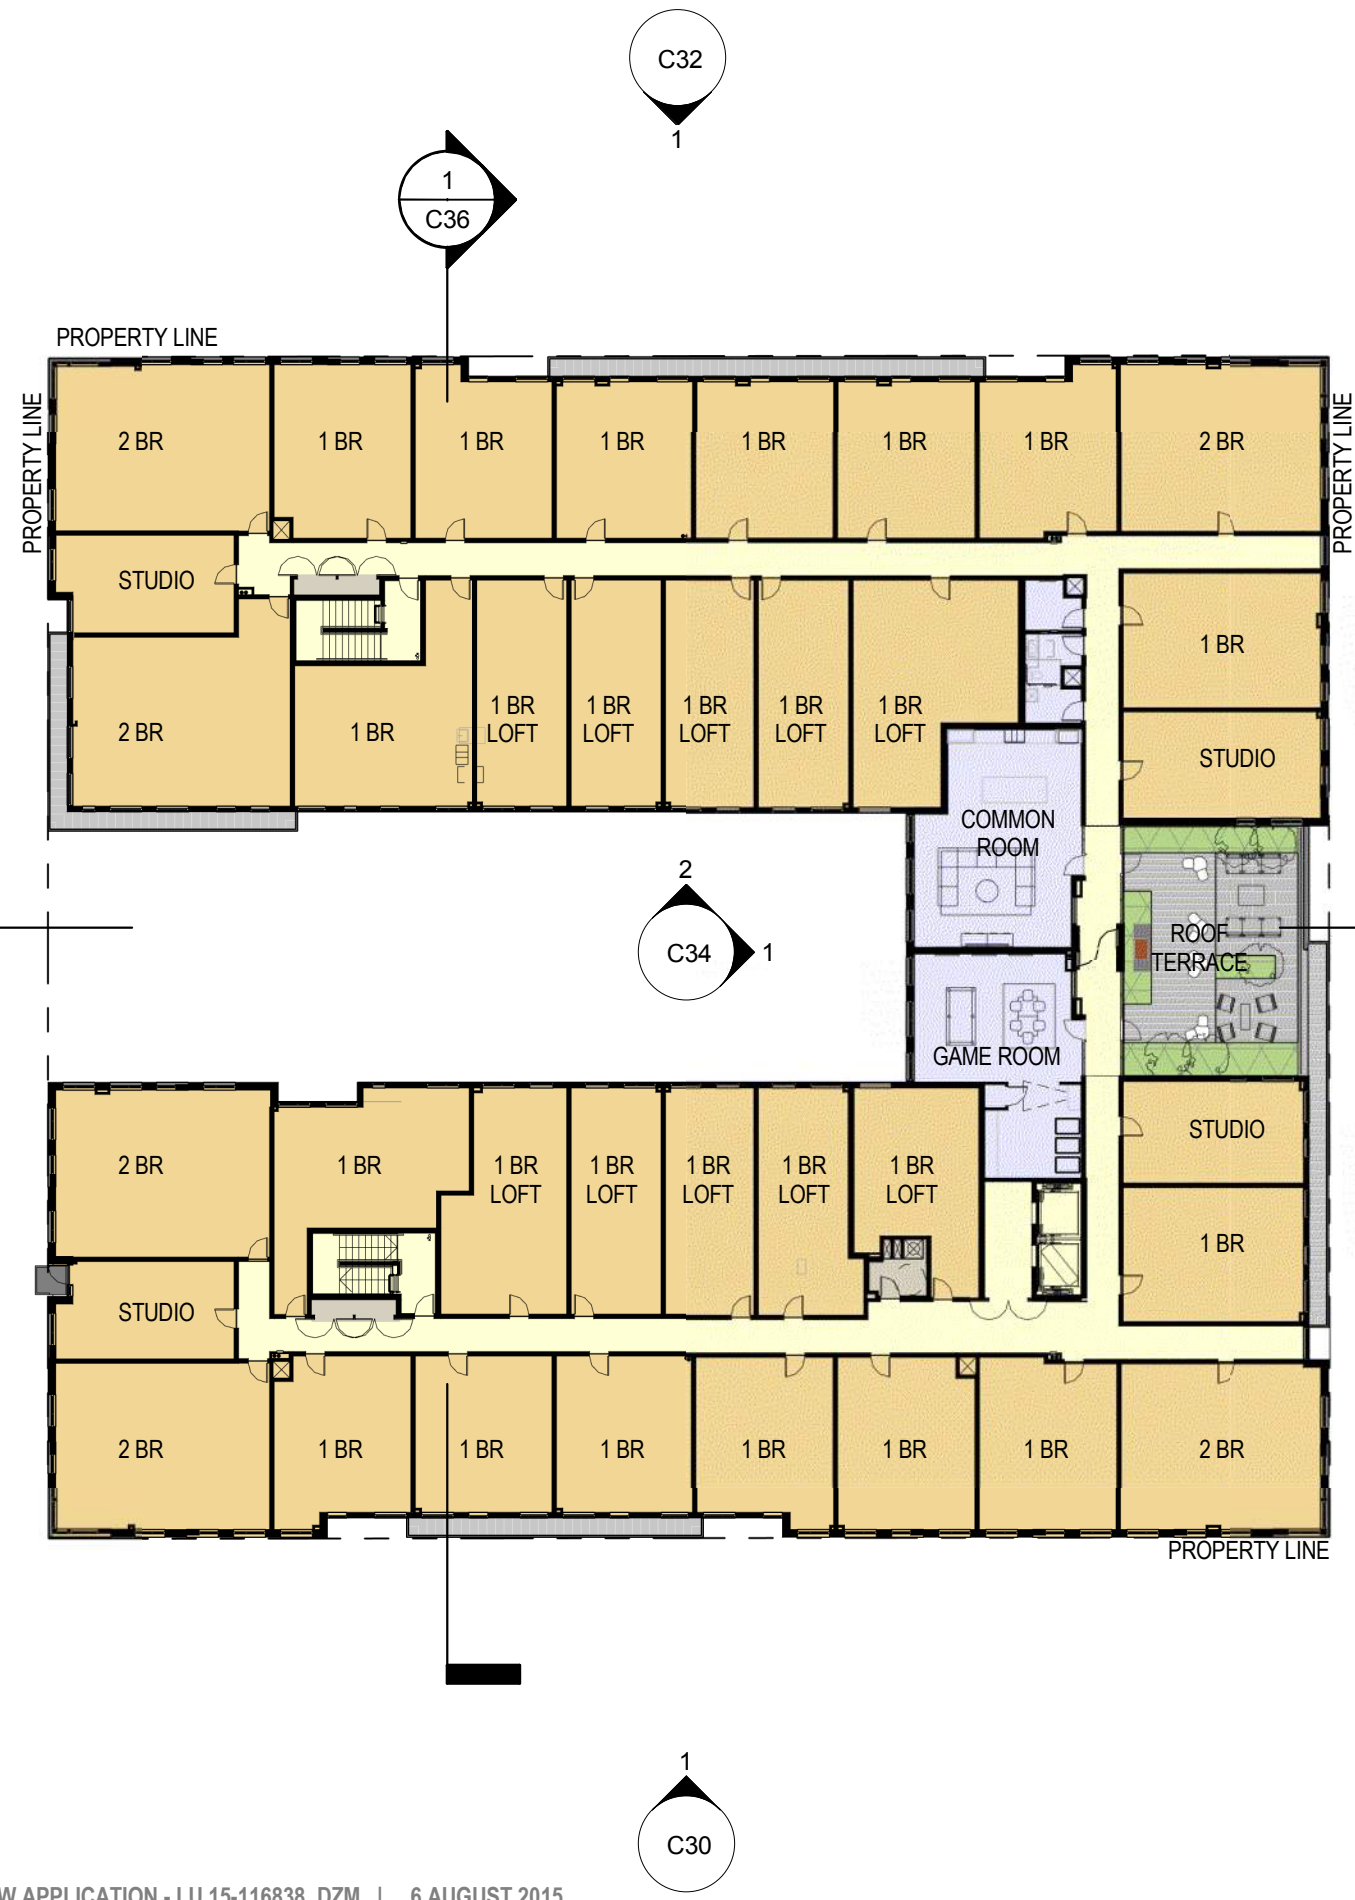 C32
1
1
C36
PROPERTY LINE
PROPERTY LINE
PROPERTY LINE
2 BR
1 BR
1 BR
1 BR
1 BR
1 BR
1 BR
2 BR
STUDIO
1 BR
2 BR
1 BR
1 BR
LOFT
1 BR
LOFT
1 BR
LOFT
1 BR
LOFT
1 BR
LOFT
STUDIO
COMMON
ROOM
2
C34
1
ROOF
TERRACE
GAME ROOM
2 BR
1 BR
1 BR
LOFT
1 BR
LOFT
1 BR
LOFT
1 BR
LOFT
1 BR
LOFT
STUDIO
1 BR
STUDIO
2 BR
1 BR
1 BR
1 BR
1 BR
1 BR
1 BR
2 BR
PROPERTY LINE
1
C30
W APPLICATION - LU 15-116838 DZM | 6 AUGUST 2015